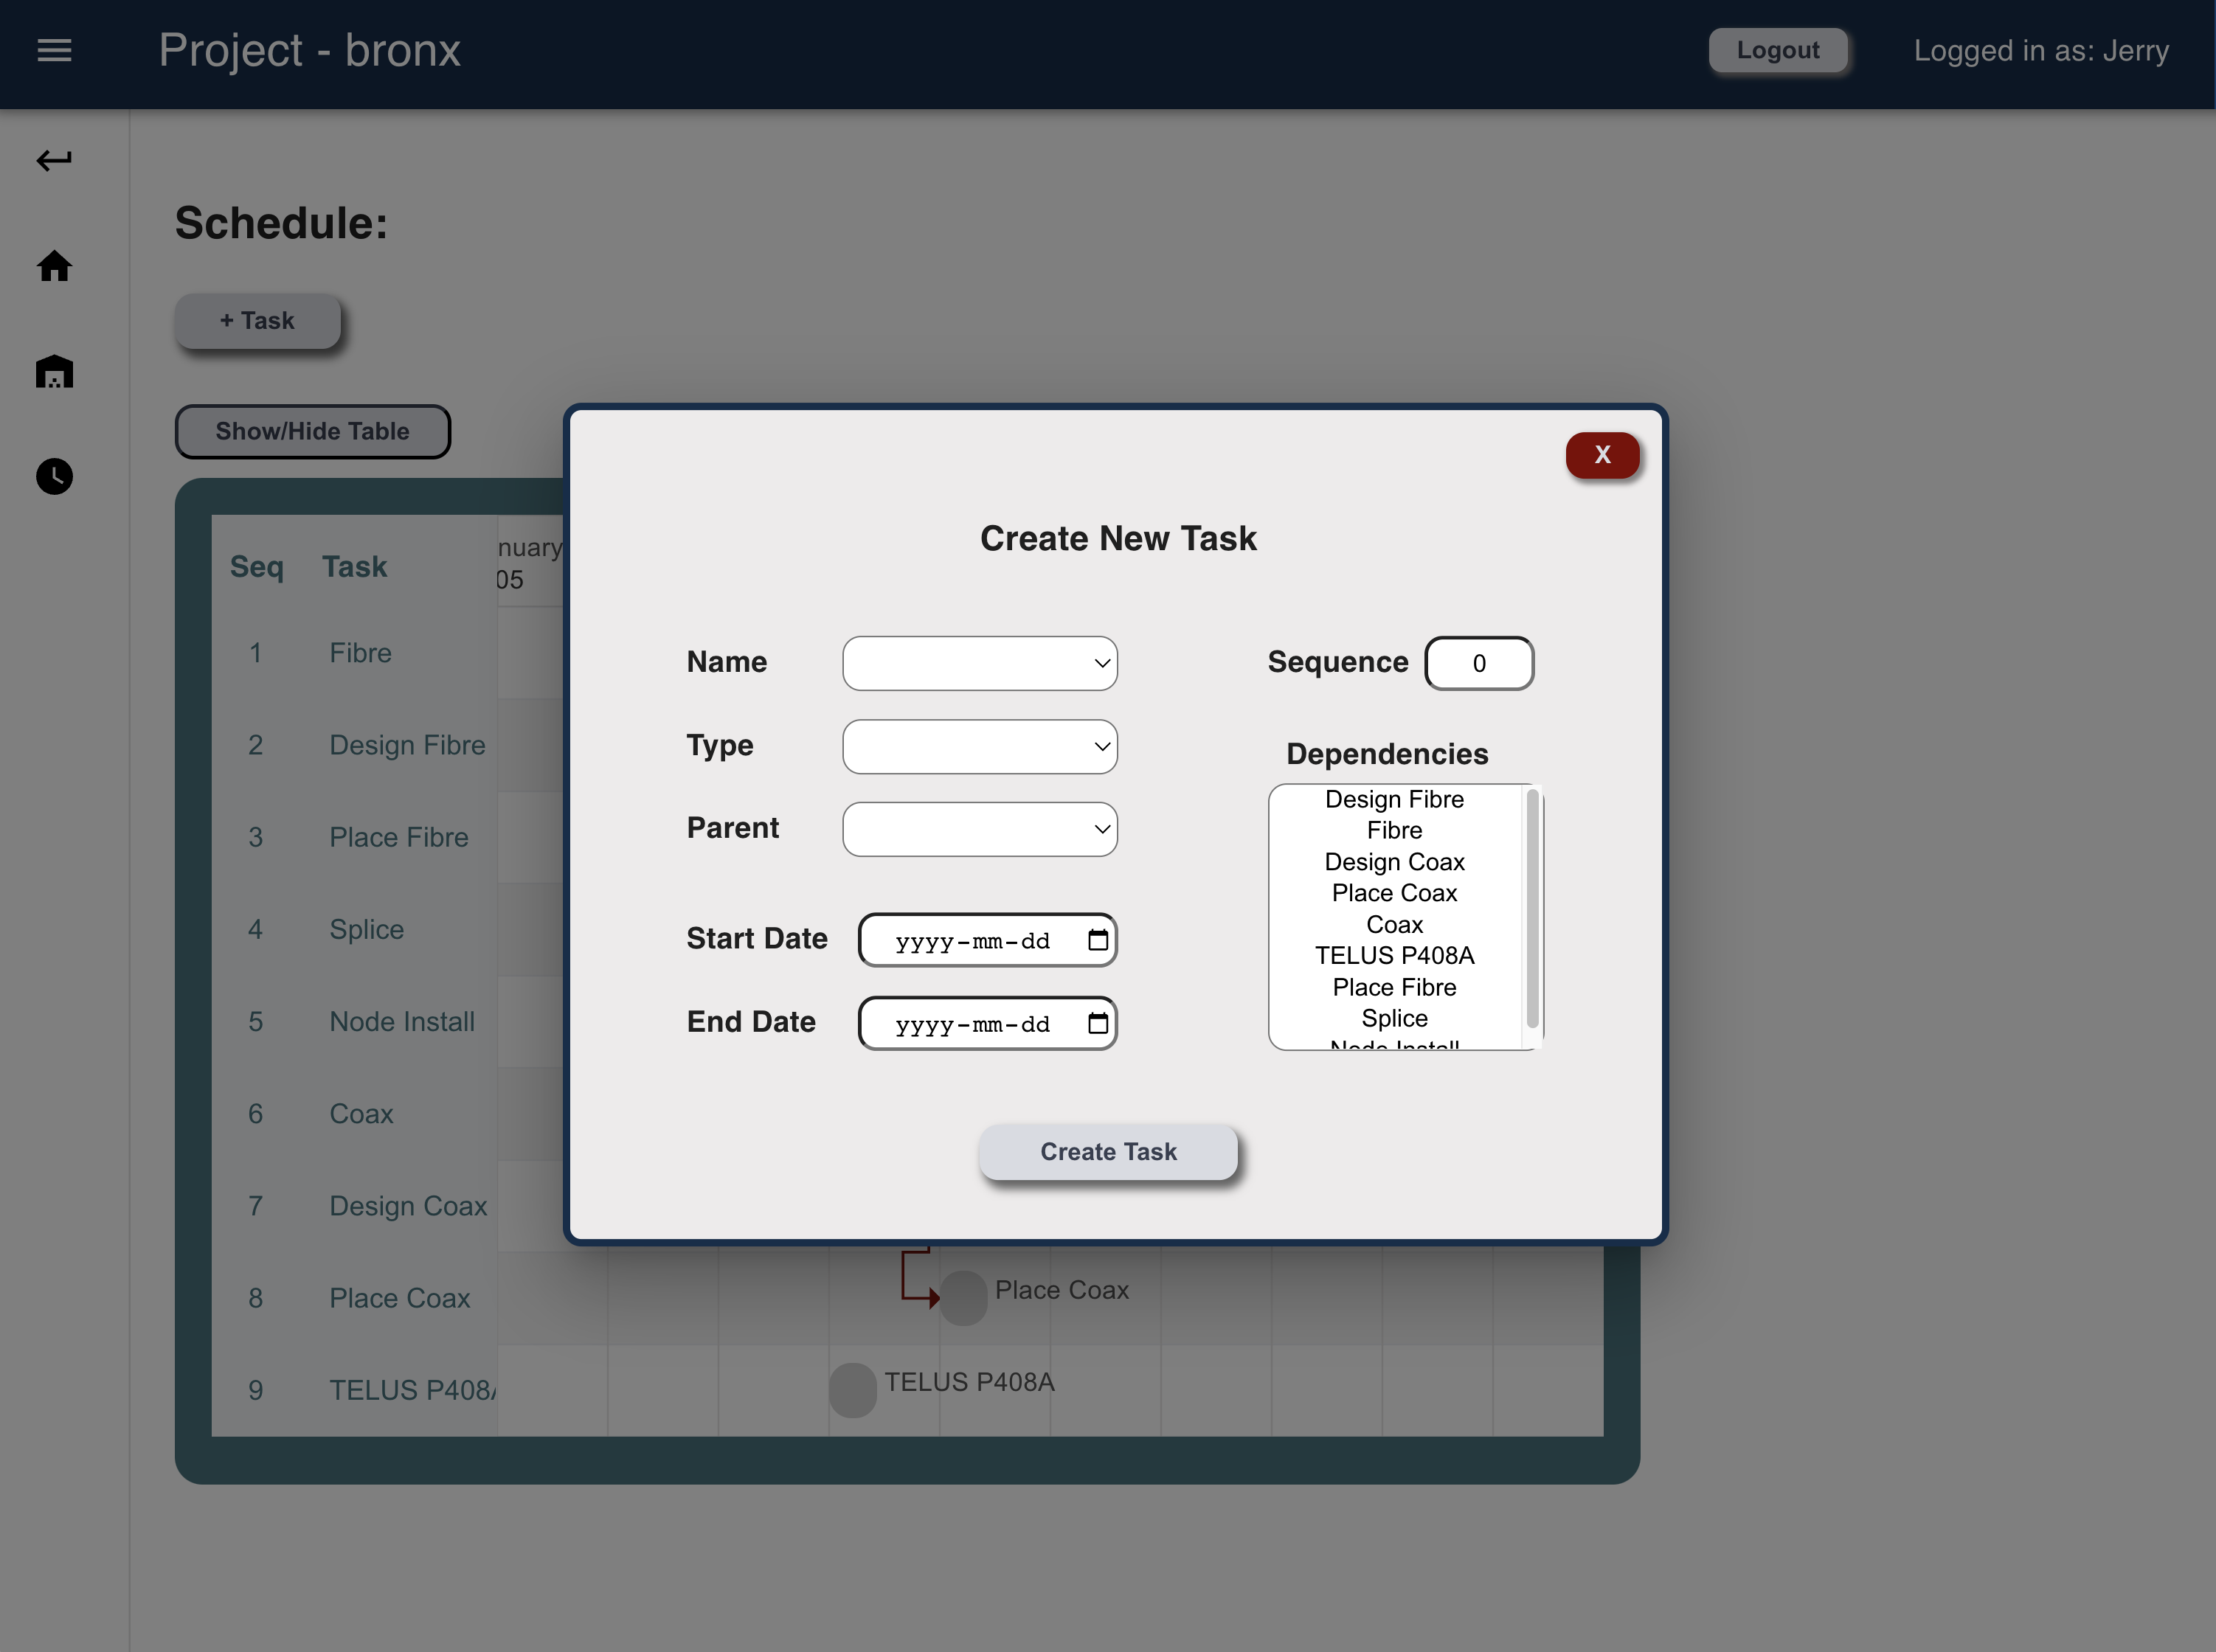 Project - bronx
Logout
Logged in as: Jerry
Schedule:
+ Task
Show/Hide Table
Seq Task
nuary
05
1 Fibre
2 Design Fibre
3 Place Fibre
4 Splice
5 Node Install
6 Coax
7 Design Coax
8 Place Coax
9 TELUS P408A
X
Create New Task
Name
Type
Parent
Start Date yyyy-mm-dd
End Date yyyy-mm-dd
Sequence 0
Dependencies
Design Fibre
Fibre
Design Coax
Place Coax
Coax
TELUS P408A
Place Fibre
Splice
Node Install
Create Task
Place Coax
TELUS P408A